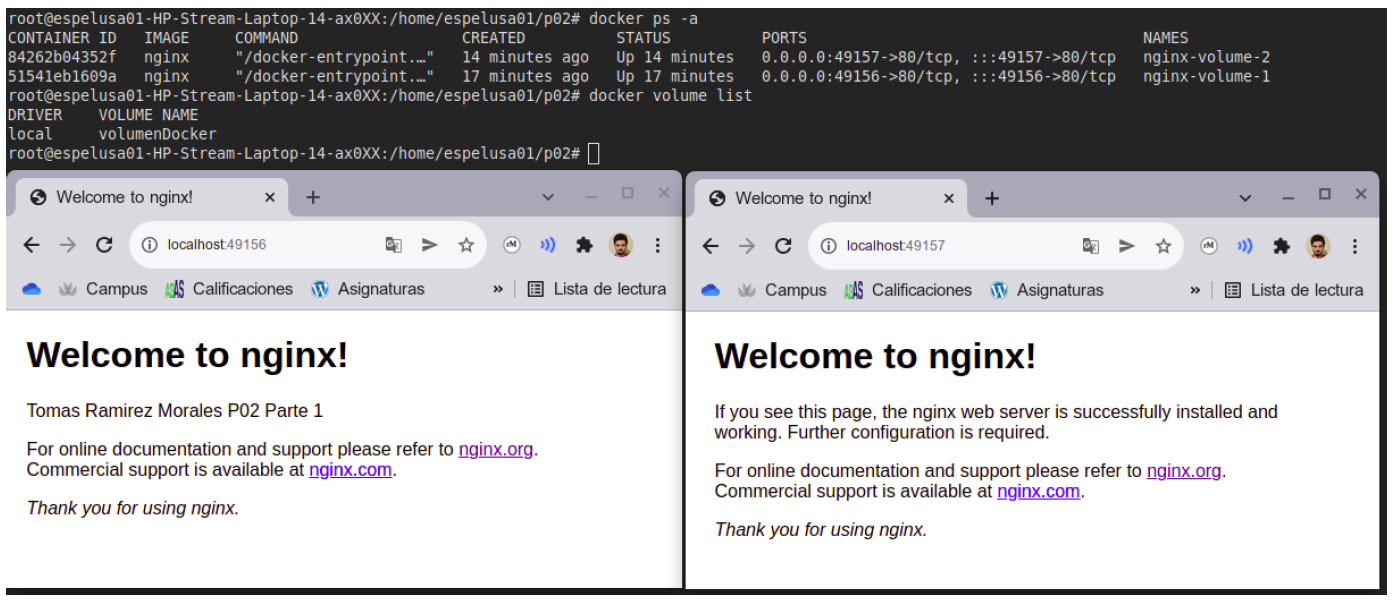 root@espelusa01-HP-Stream-Laptop-14-ax0XX:/home/espelusa01/p02# docker ps -a
CONTAINER ID IMAGE COMMAND CREATED STATUS PORTS NAMES
84262b04352f nginx "/docker-entrypoint.…" 14 minutes ago Up 14 minutes 0.0.0.0:49157->80/tcp, :::49157->80/tcp nginx-volume-2
51541eb1609a nginx "/docker-entrypoint.…" 17 minutes ago Up 17 minutes 0.0.0.0:49156->80/tcp, :::49156->80/tcp nginx-volume-1
root@espelusa01-HP-Stream-Laptop-14-ax0XX:/home/espelusa01/p02# docker volume list
DRIVER VOLUME NAME
local volumenDocker
root@espelusa01-HP-Stream-Laptop-14-ax0XX:/home/espelusa01/p02#
Welcome to nginx!
localhost:49156
Campus Calificaciones Asignaturas » Lista de lectura
Welcome to nginx!
Tomas Ramirez Morales P02 Parte 1
For online documentation and support please refer to nginx.org.
Commercial support is available at nginx.com.
Thank you for using nginx.
Welcome to nginx!
localhost:49157
Campus Calificaciones Asignaturas » Lista de lectura
Welcome to nginx!
If you see this page, the nginx web server is successfully installed and
working. Further configuration is required.
For online documentation and support please refer to nginx.org.
Commercial support is available at nginx.com.
Thank you for using nginx.